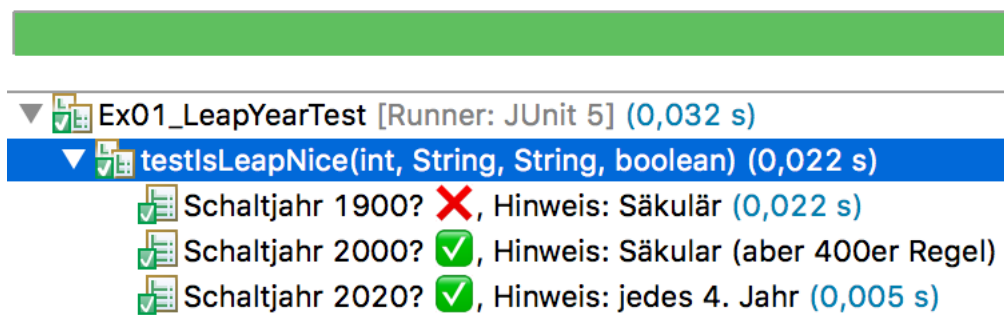 Ex01_LeapYearTest [Runner: JUnit 5] (0,032 s)
testIsLeapNice(int, String, String, boolean) (0,022 s)
Schaltjahr 1900? ❌, Hinweis: Säkulär (0,022 s)
Schaltjahr 2000? ✅, Hinweis: Säkular (aber 400er Regel)
Schaltjahr 2020? ✅, Hinweis: jedes 4. Jahr (0,005 s)